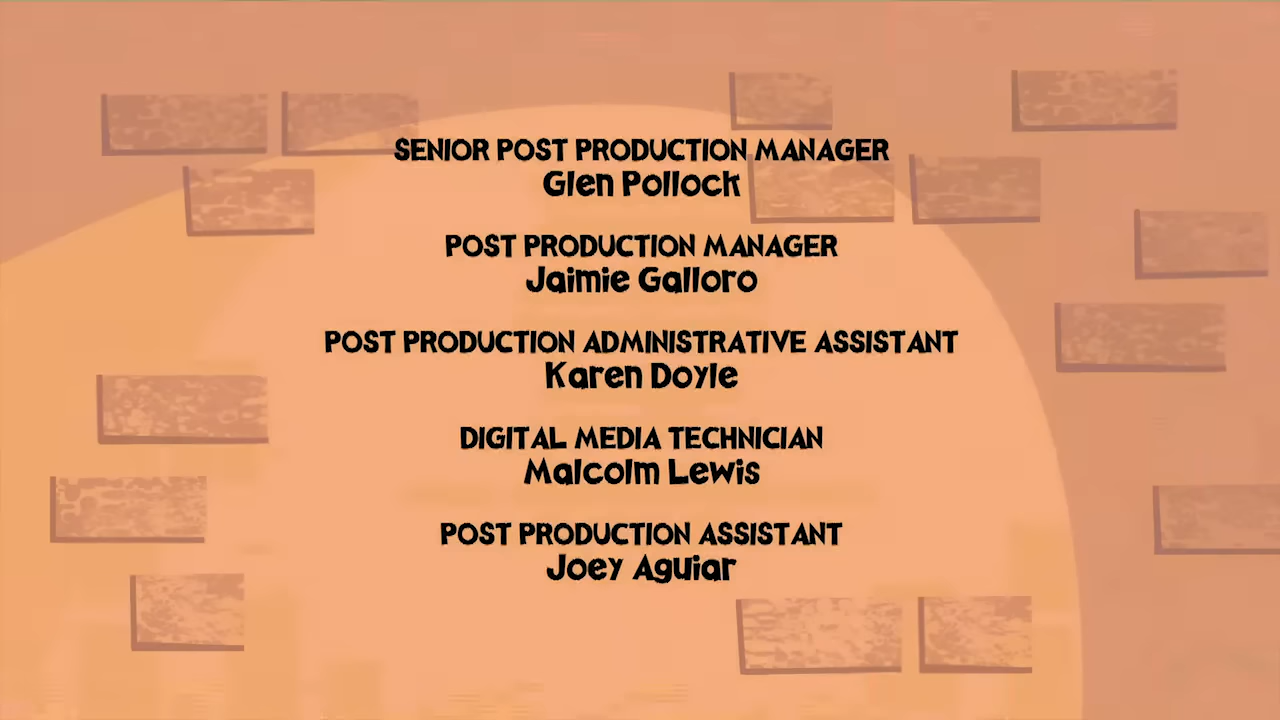 SENIOR POST PRODUCTION MANAGER
Glen Pollock
POST PRODUCTION MANAGER
Jaimie Galloro
POST PRODUCTION ADMINISTRATIVE ASSISTANT
Karen Doyle
DIGITAL MEDIA TECHNICIAN
Malcolm Lewis
POST PRODUCTION ASSISTANT
Joey Aguiar